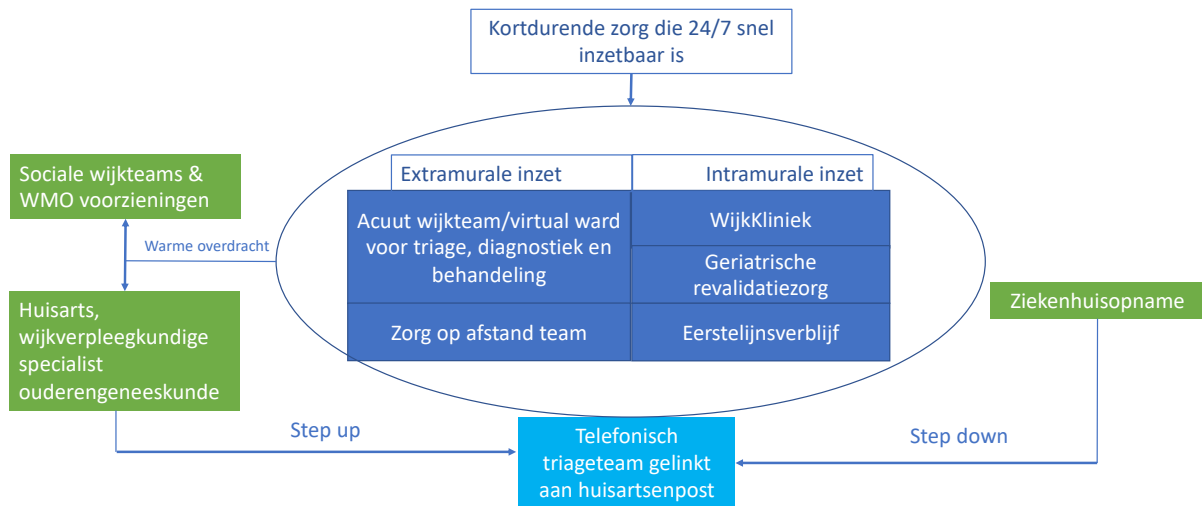 Kortdurende zorg die 24/7 snel
inzetbaar is
Sociale wijkteams &
WMO voorzieningen
Extramurale inzet
Intramurale inzet
Acuut wijkteam/virtual ward
voor triage, diagnostiek en
behandeling
WijkKliniek
Geriatrische
revalidatiezorg
Zorg op afstand team
Eerstelijnsverblijf
Warme overdracht
Huisarts,
wijkverpleegkundige
specialist
ouderengeneeskunde
Ziekenhuisopname
Step up
Telefonisch
triageteam gelinkt
aan huisartsenpost
Step down